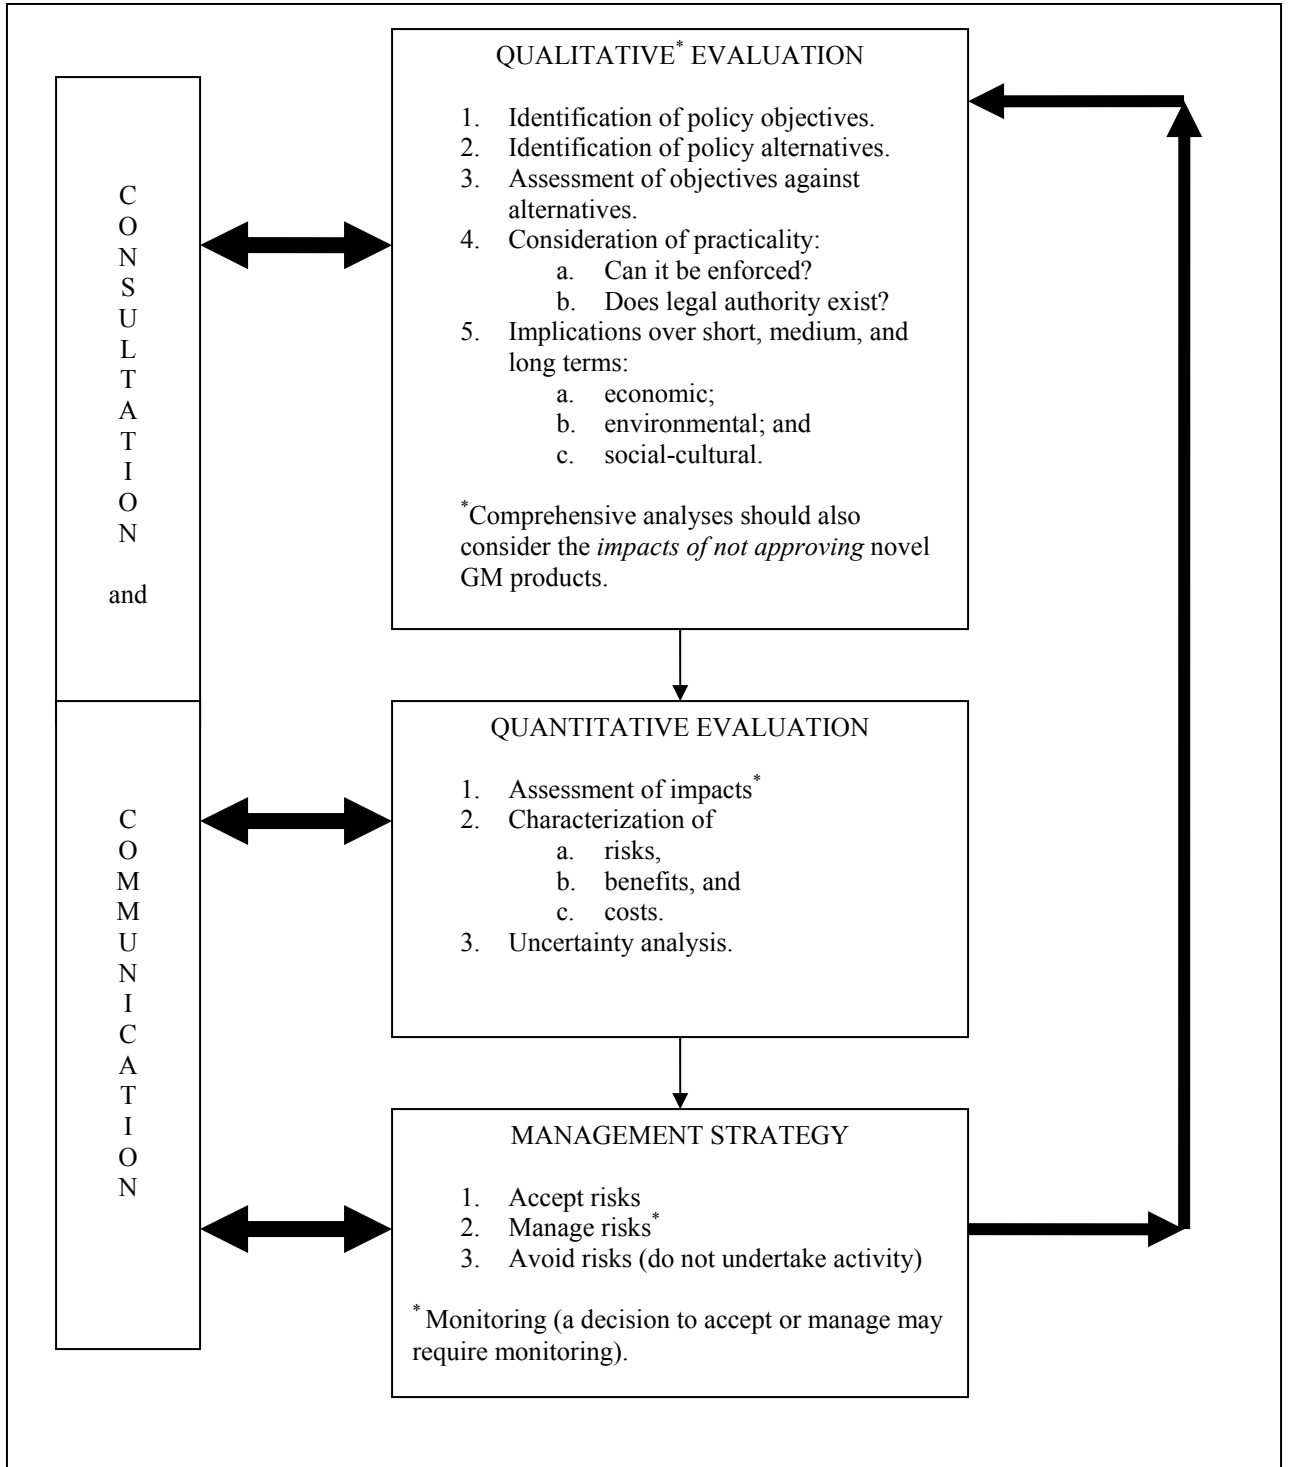 CONSULTATION
and
COMMUNICATION
QUALITATIVE* EVALUATION
1. Identification of policy objectives.
2. Identification of policy alternatives.
3. Assessment of objectives against
alternatives.
4. Consideration of practicality:
a. Can it be enforced?
b. Does legal authority exist?
5. Implications over short, medium, and
long terms:
a. economic;
b. environmental; and
c. social-cultural.
*Comprehensive analyses should also
consider the impacts of not approving novel
GM products.
QUANTITATIVE EVALUATION
1. Assessment of impacts*
2. Characterization of
a. risks,
b. benefits, and
c. costs.
3. Uncertainty analysis.
MANAGEMENT STRATEGY
1. Accept risks
2. Manage risks*
3. Avoid risks (do not undertake activity)
* Monitoring (a decision to accept or manage may
require monitoring).